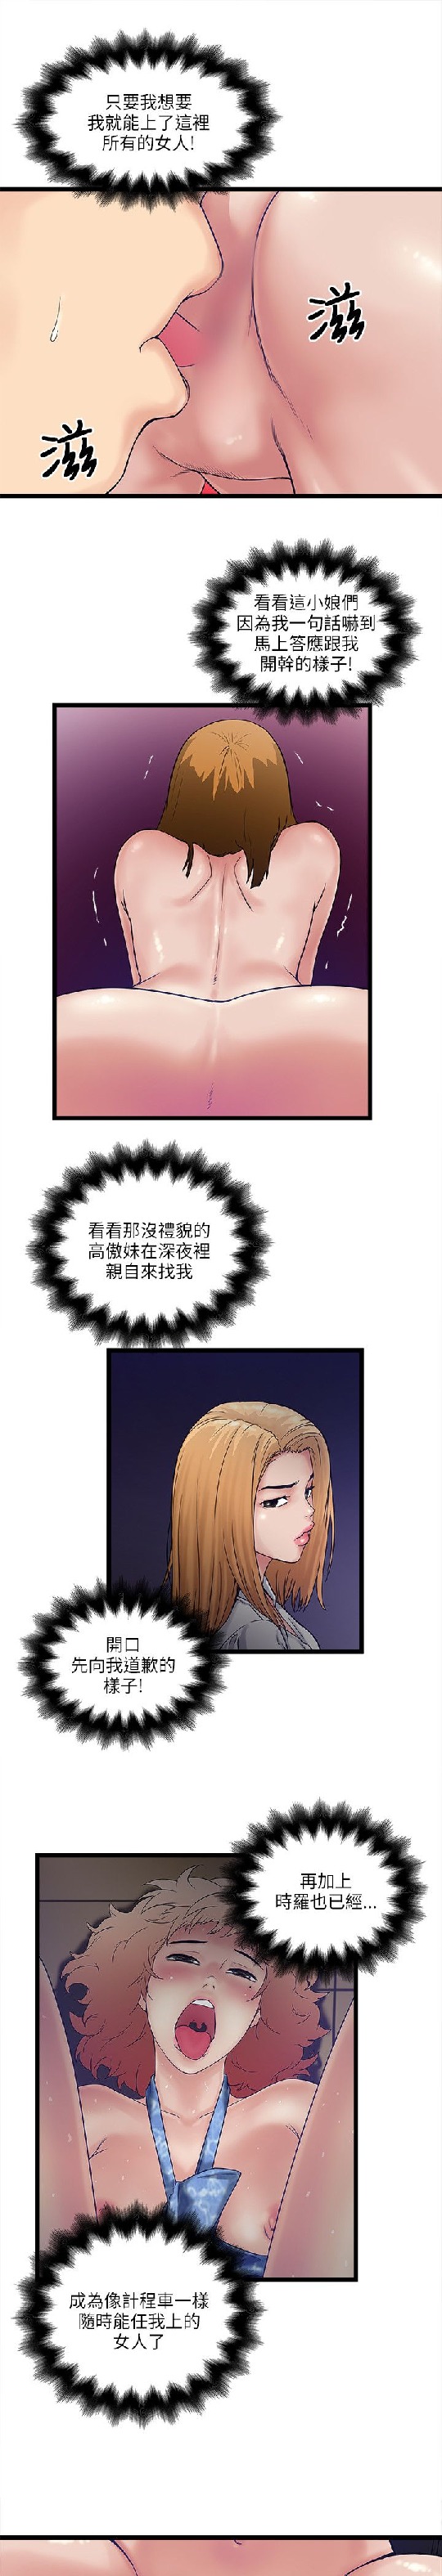 只要我想要
我就能上了這裡
所有的女人!
滋
滋
看看這小娘們
因為我一句話嚇到
馬上答應跟我
開幹的樣子!
看看那沒禮貌的
高傲妹在深夜裡
親自來找我
開口
先向我道歉的
樣子!
再加上
時羅也已經...
成為像計程車一樣
隨時能任我上的
女人了